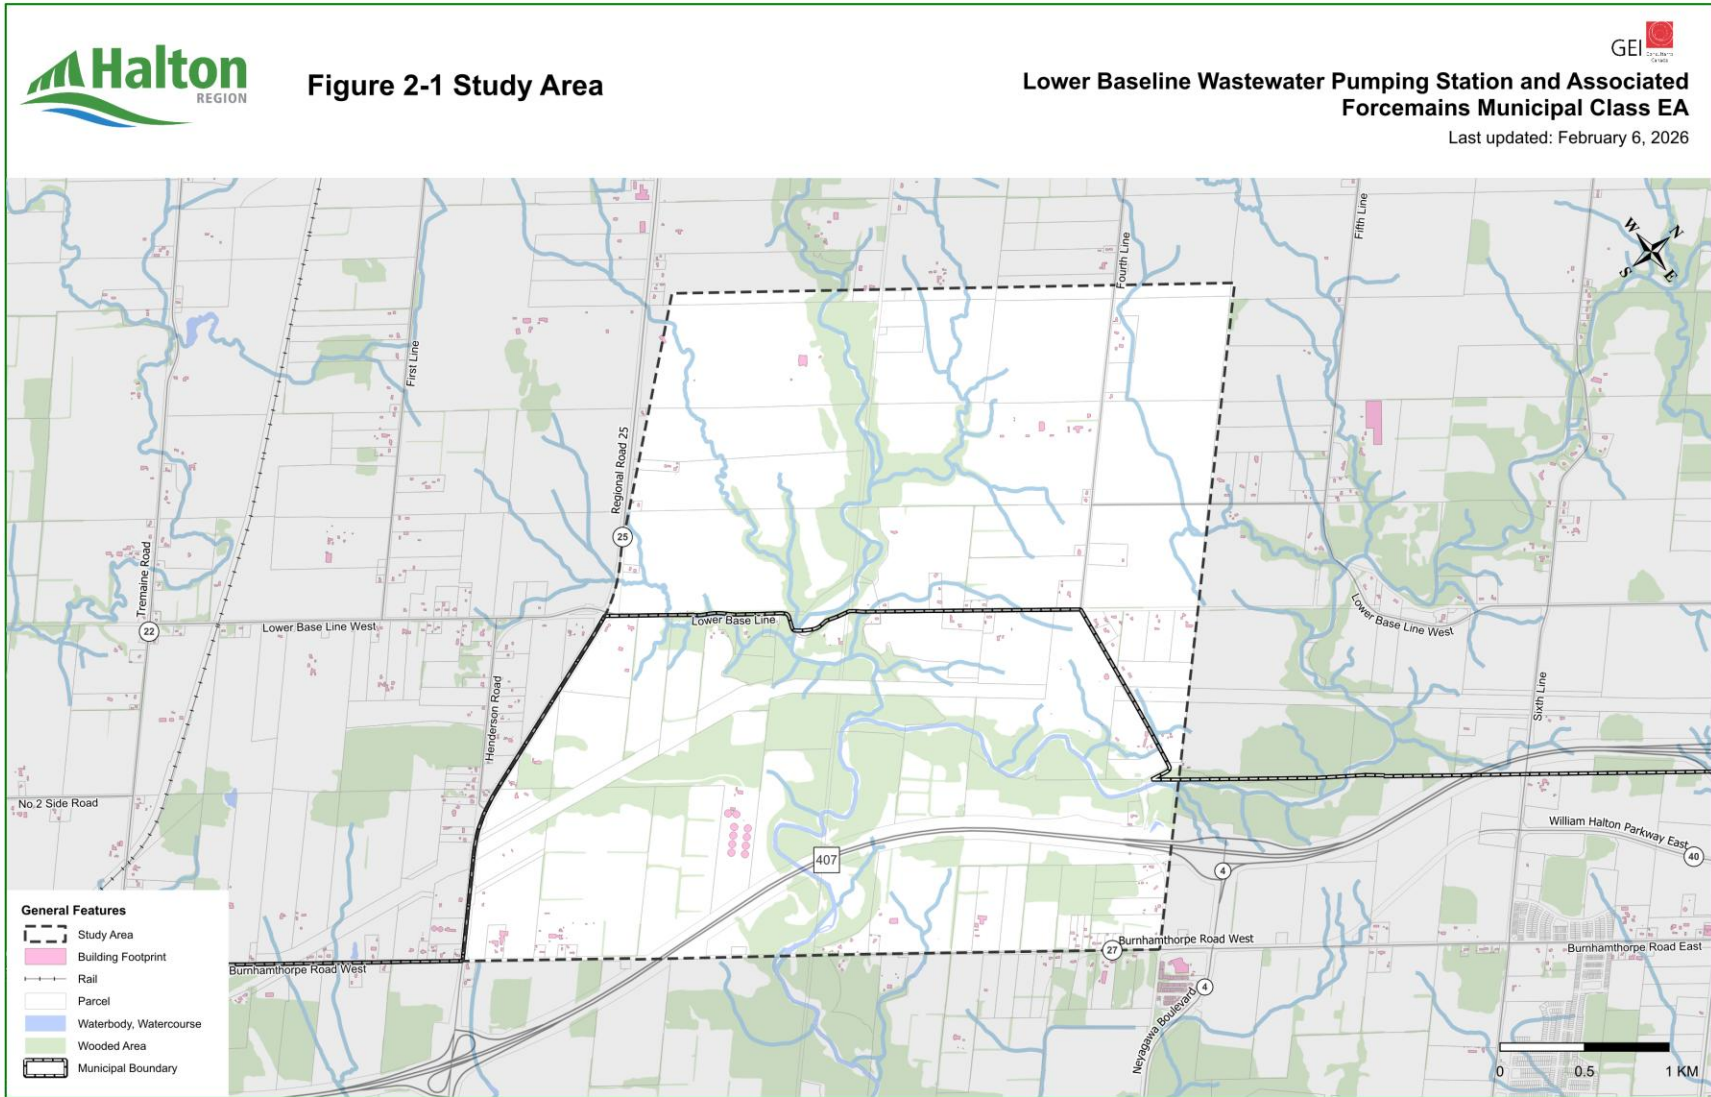 Halton
REGION
Figure 2-1 Study Area
GEI Consultants
Canada
Lower Baseline Wastewater Pumping Station and Associated
Forcemains Municipal Class EA
Last updated: February 6, 2026
Fifth Line
Fourth Line
N
W
E
S
First Line
Regional Road 25
25
Tremaine Road
22
Lower Base Line West
Lower Base Line
Lower Base Line West
Henderson Road
Sixth Line
No.2 Side Road
William Halton Parkway East
40
407
4
Burnhamthorpe Road West
27
Burnhamthorpe Road East
Burnhamthorpe Road West
4
Neyagawa Boulevard
General Features
Study Area
Building Footprint
Rail
Parcel
Waterbody, Watercourse
Wooded Area
Municipal Boundary
0 0.5 1 KM